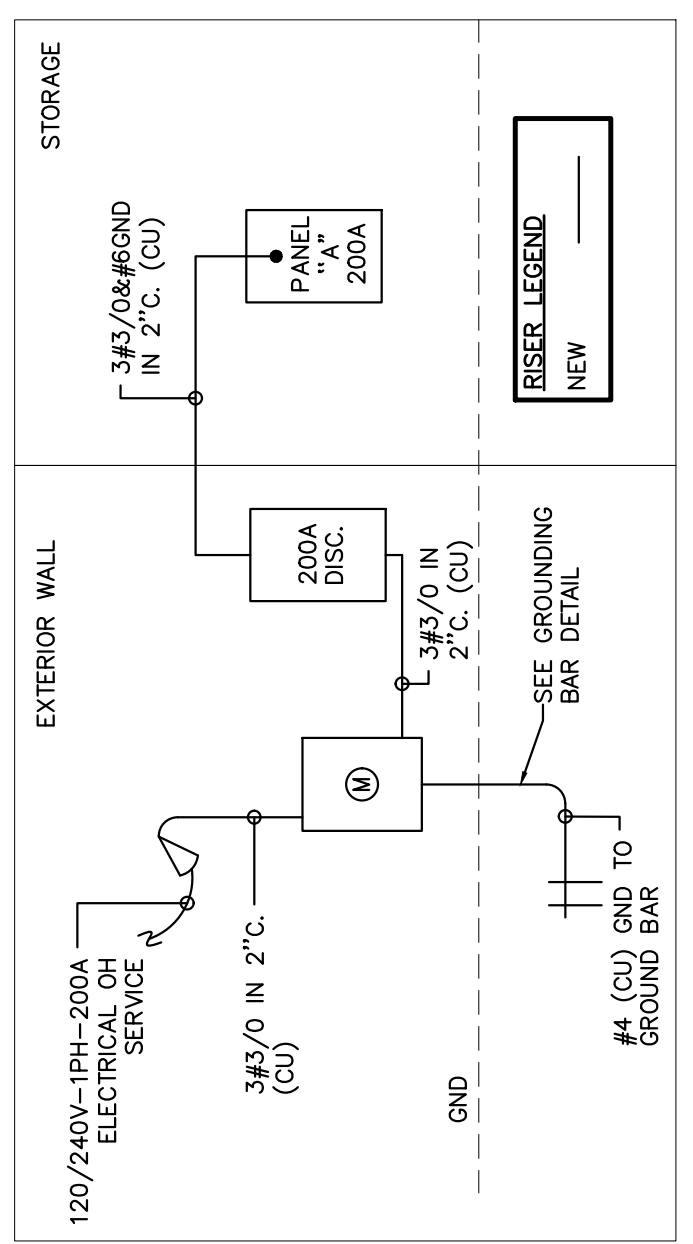 EXTERIOR WALL
STORAGE
120/240V-1PH-200A
ELECTRICAL OH
SERVICE
3#3/0 IN 2"C.
(CU)
M
200A
DISC.
3#3/0 IN
2"C. (CU)
3#3/0&#6GND
IN 2"C. (CU)
PANEL
"A"
200A
GND
SEE GROUNDING
BAR DETAIL
#4 (CU) GND TO
GROUND BAR
RISER LEGEND
NEW